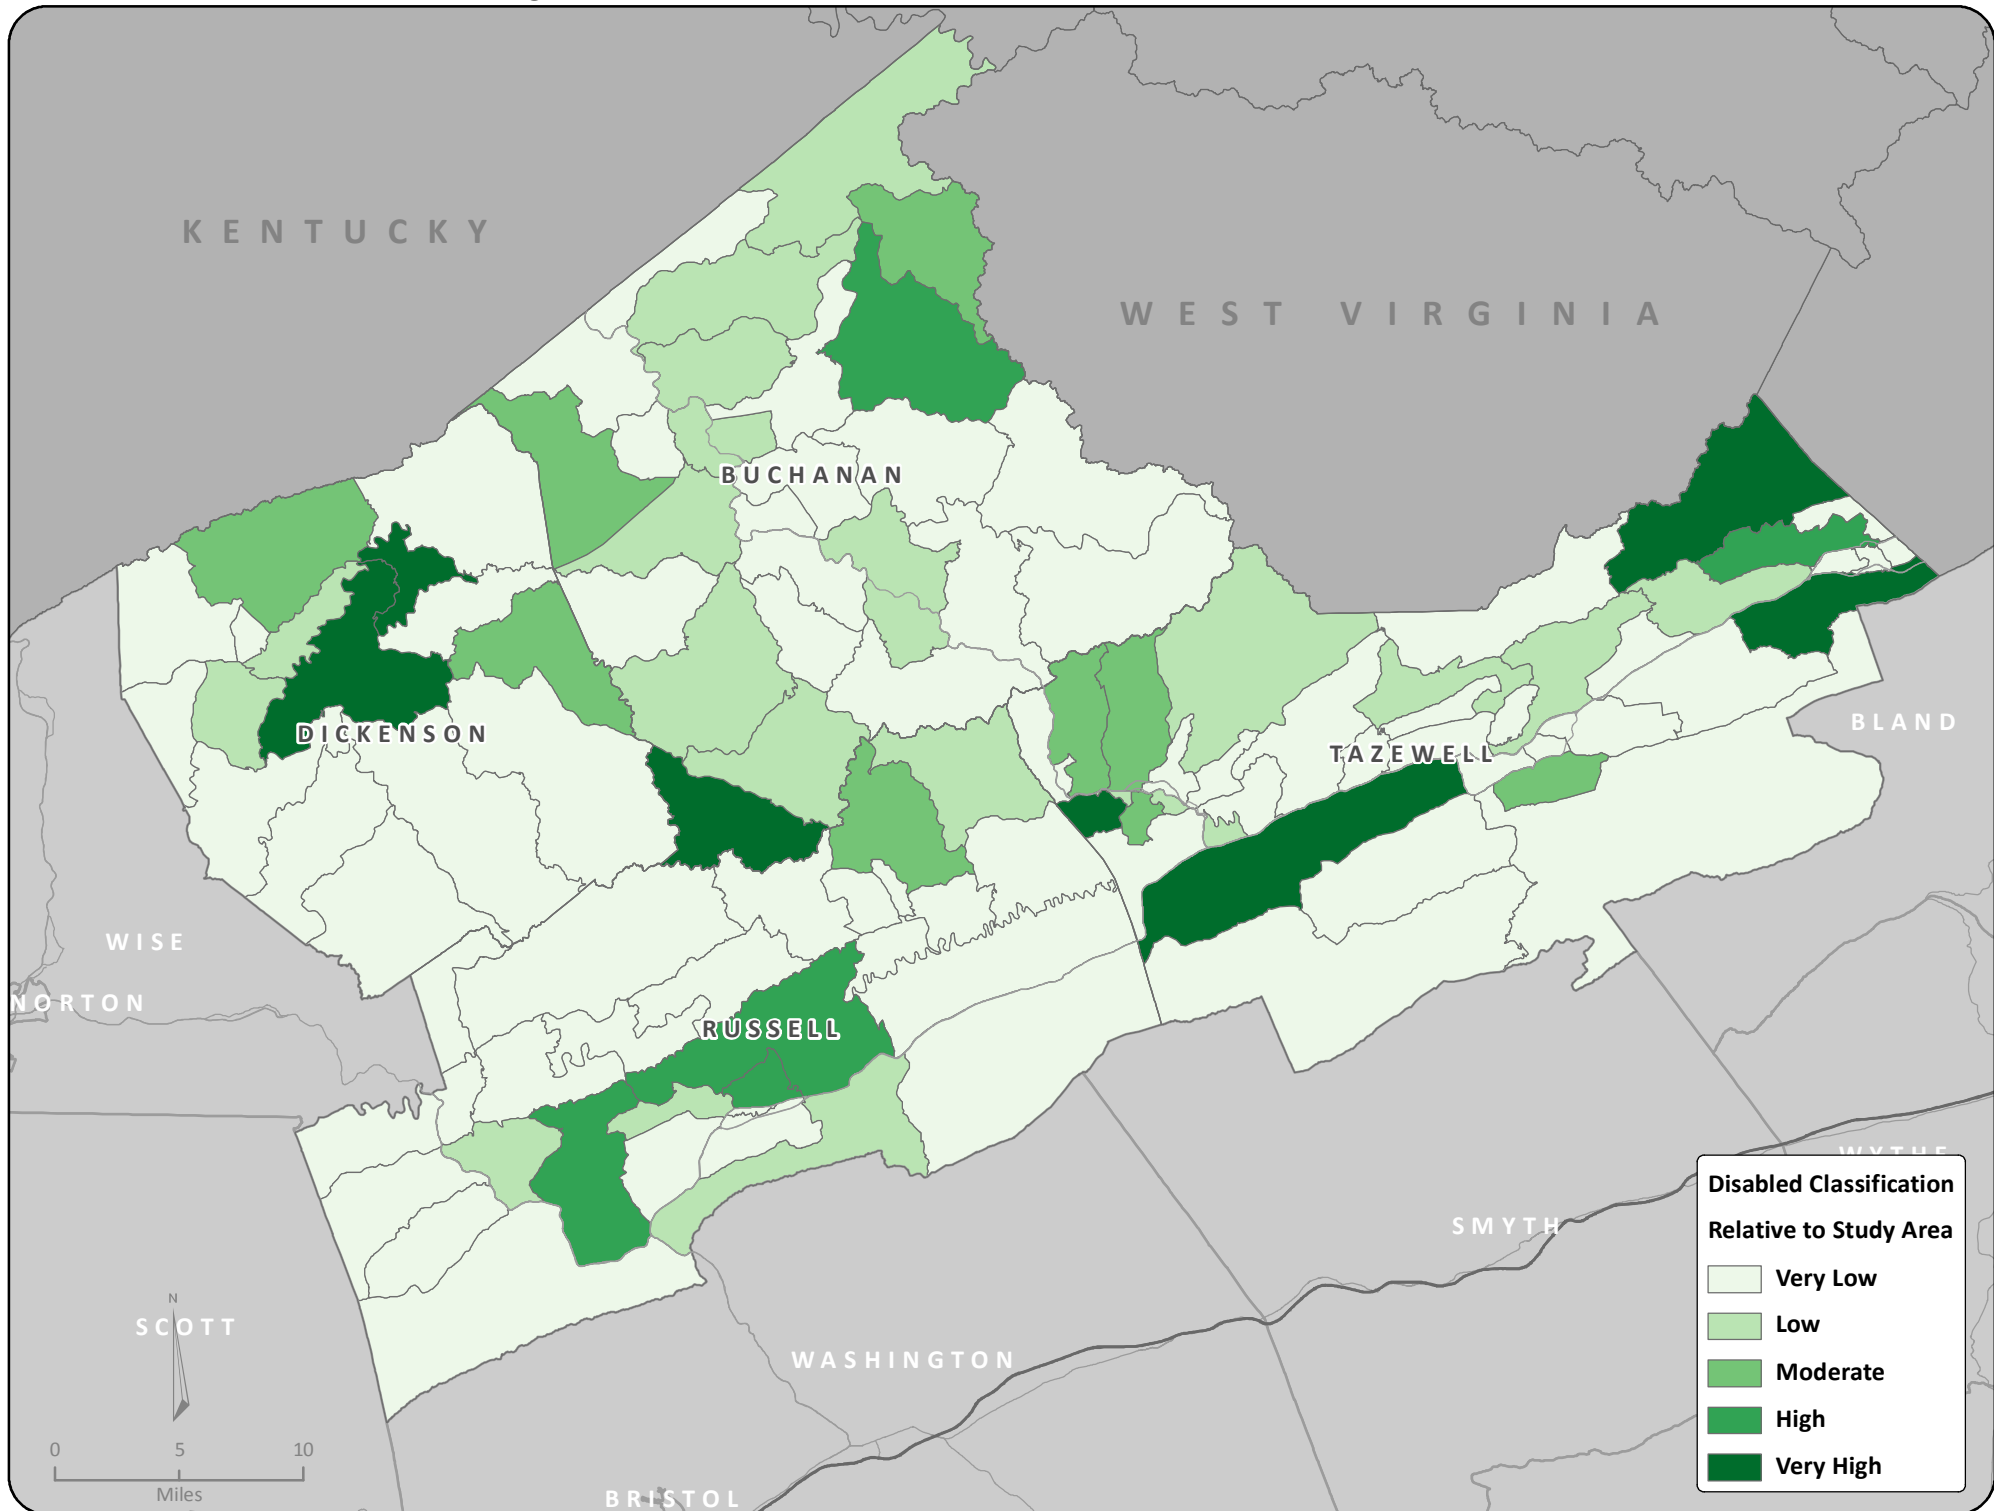 KENTUCKY
WEST VIRGINIA
BUCHANAN
BLAND
DICKENSON
TAZEWELL
WISE
NORTON
RUSSELL
WYTHE
Disabled Classification
Relative to Study Area
Very Low
Low
Moderate
High
Very High
SMYTH
N
SCOTT
WASHINGTON
0 5 10
Miles
BRISTOL